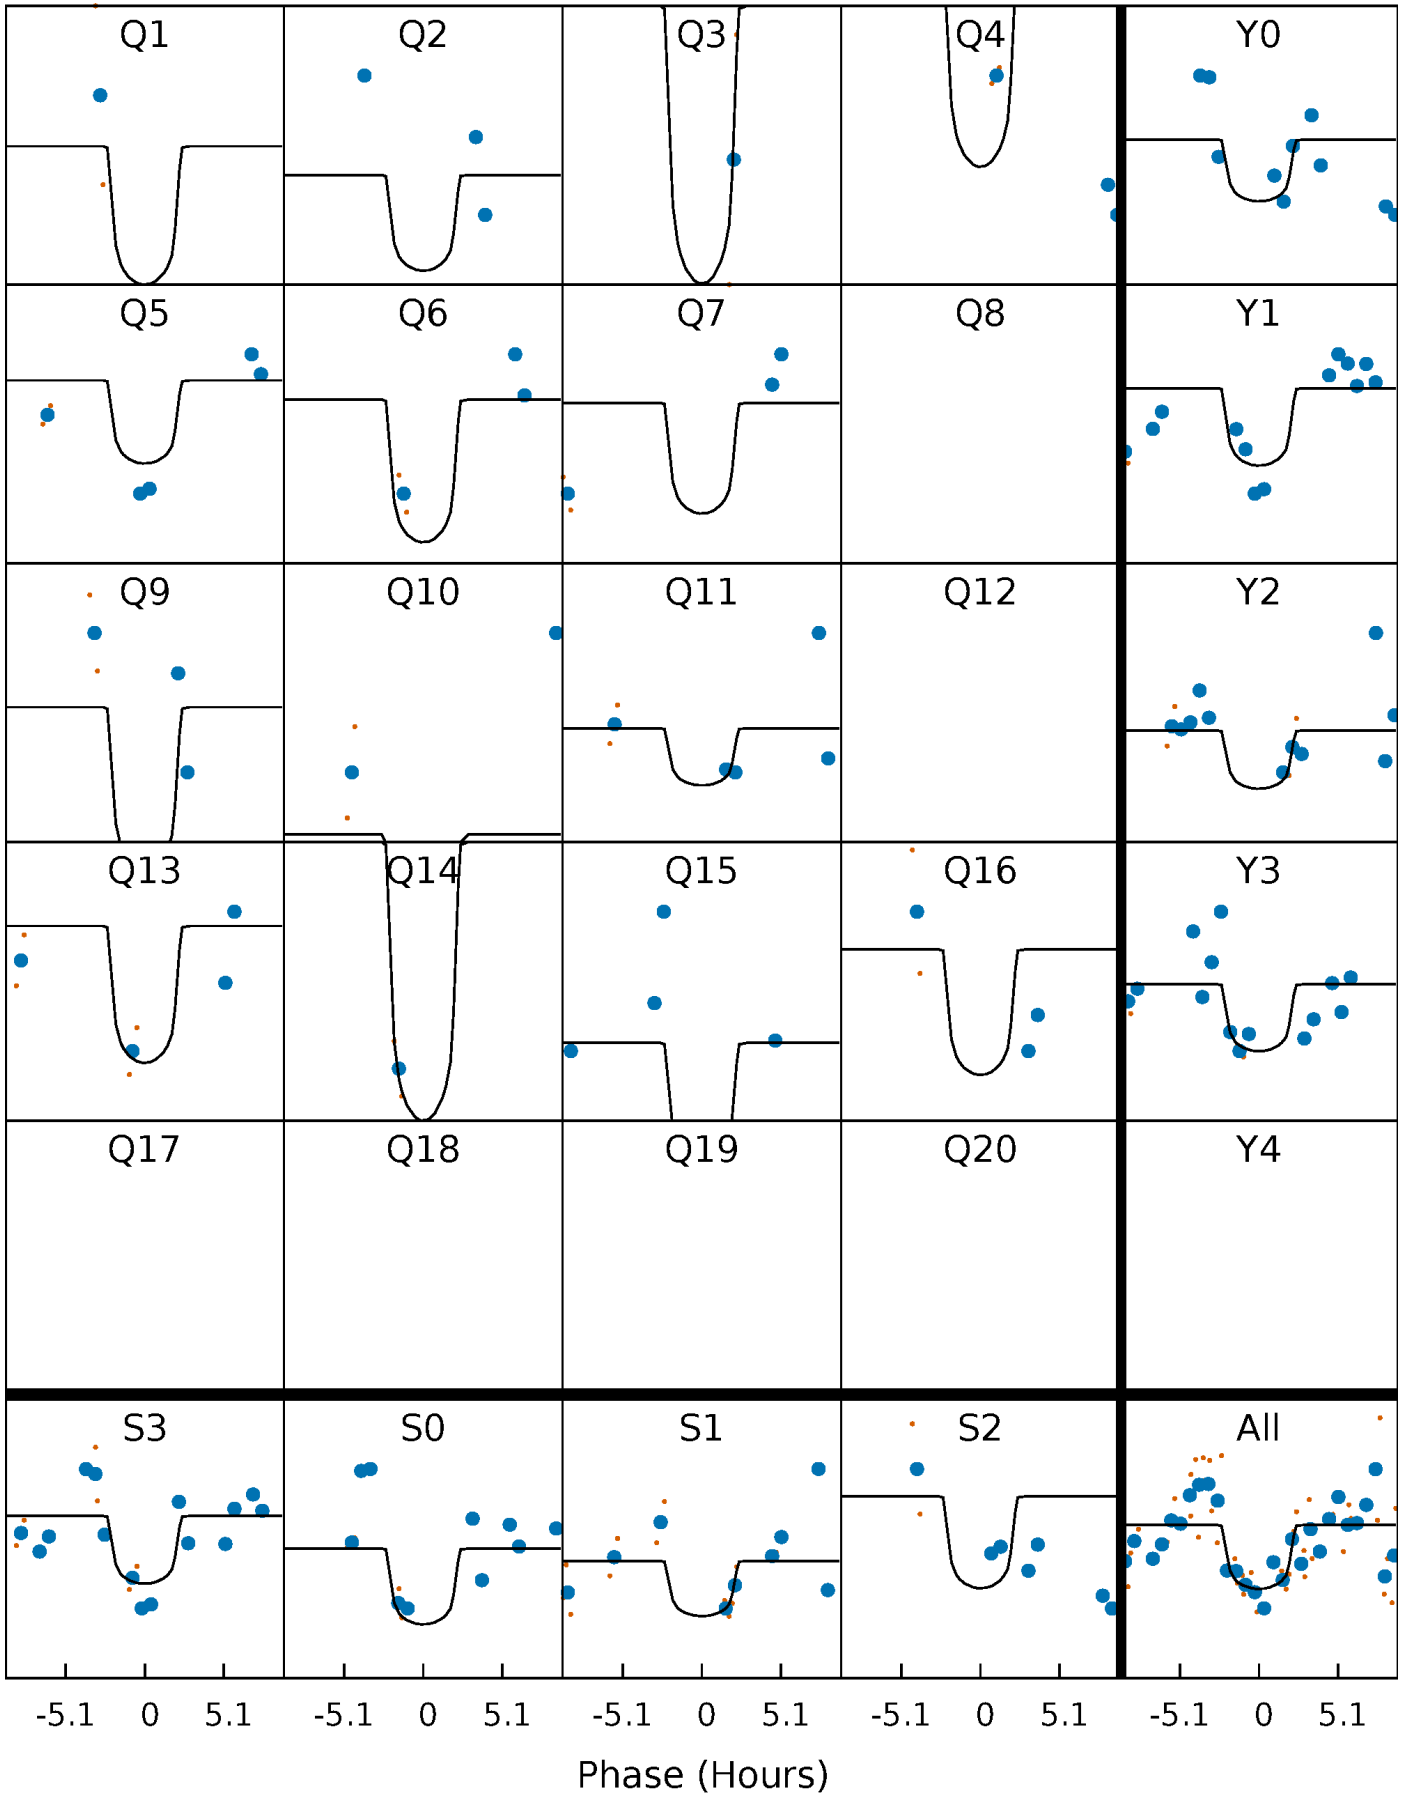 Q1 Q2 Q3 Q4 Y0
Q5 Q6 Q7 Q8 Y1
Q9 Q10 Q11 Q12 Y2
Q13 Q14 Q15 Q16 Y3
Q17 Q18 Q19 Q20 Y4
S3 S0 S1 S2 All
-5.1 0 5.1 -5.1 0 5.1 -5.1 0 5.1 -5.1 0 5.1 -5.1 0 5.1
Phase (Hours)